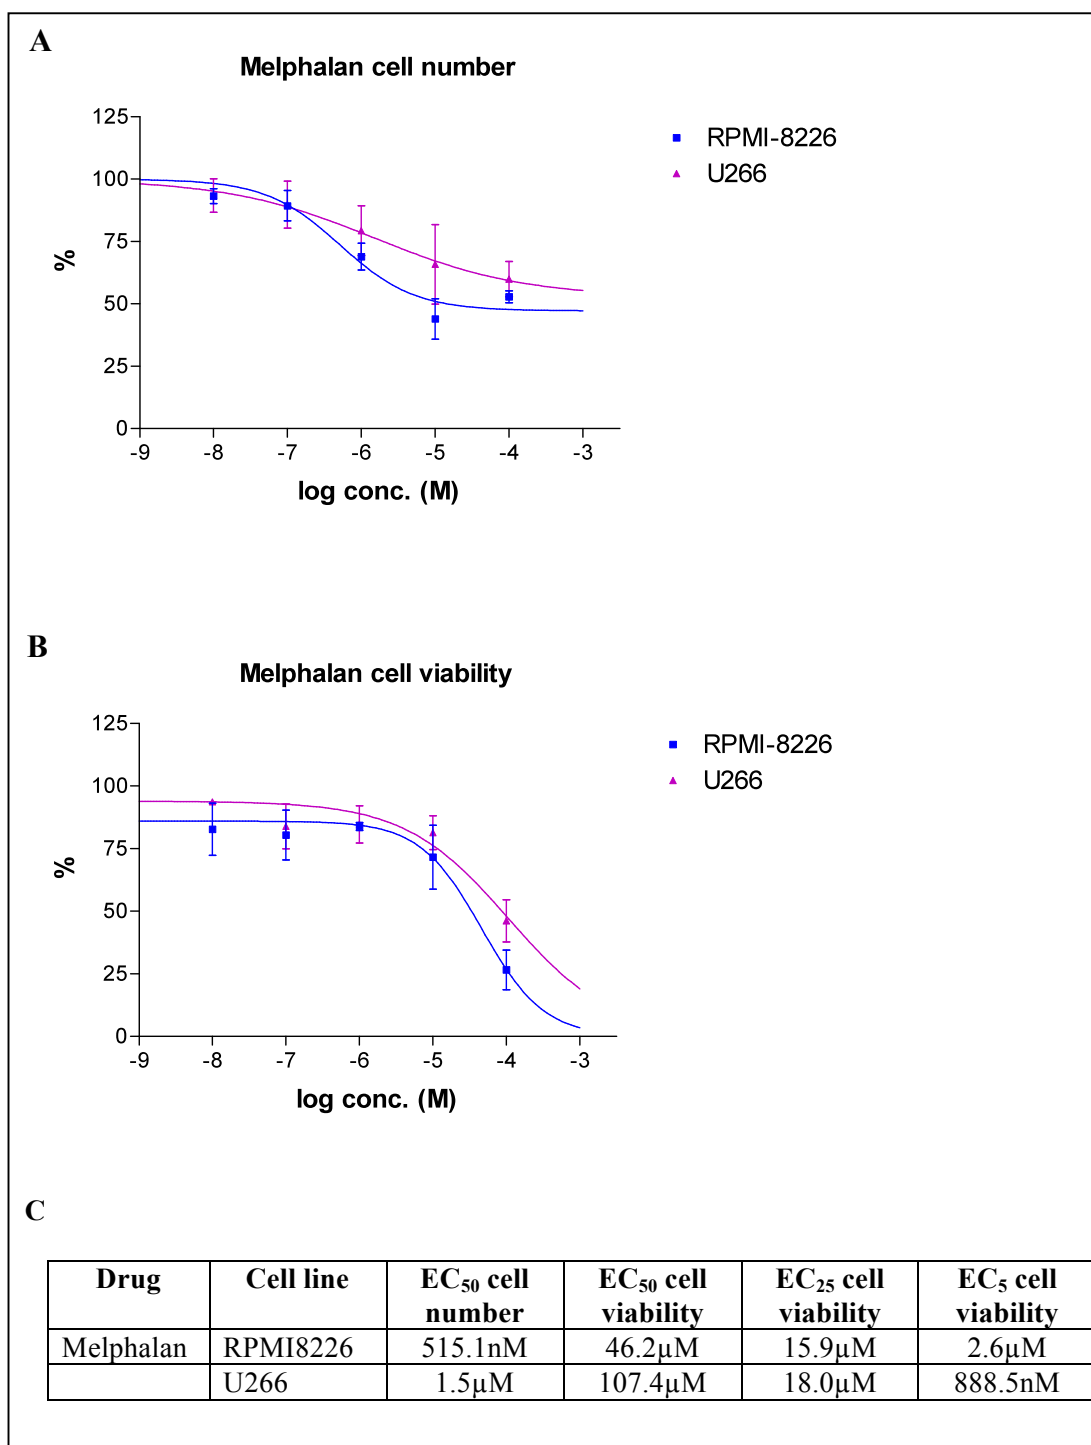 A
Melphalan cell number
125
100
75
50
25
0
%
-9 -8 -7 -6 -5 -4 -3
log conc. (M)
RPMI-8226
U266
B
Melphalan cell viability
125
100
75
50
25
0
%
-9 -8 -7 -6 -5 -4 -3
log conc. (M)
RPMI-8226
U266
C
Drug Cell line EC50 cell number EC50 cell viability EC25 cell viability EC5 cell viability
Melphalan RPMI8226 515.1nM 46.2µM 15.9µM 2.6µM
U266 1.5µM 107.4µM 18.0µM 888.5nM